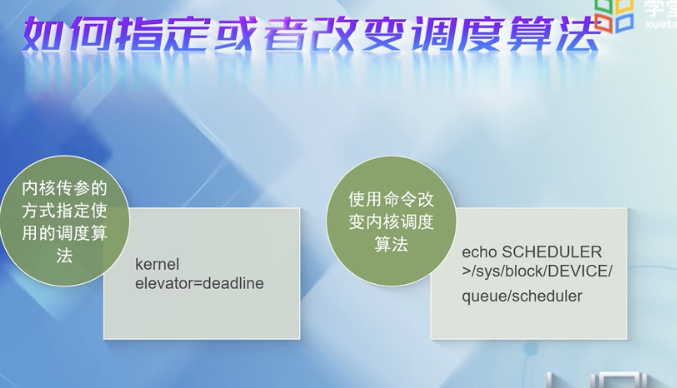 如何指定或者改变调度算法
学堂
xueta
内核传参的
方式指定使
用的调度算
法
kernel
elevator=deadline
使用命令改
变内核调度
算法
echo SCHEDULER
>/sys/block/DEVICE/
queue/scheduler